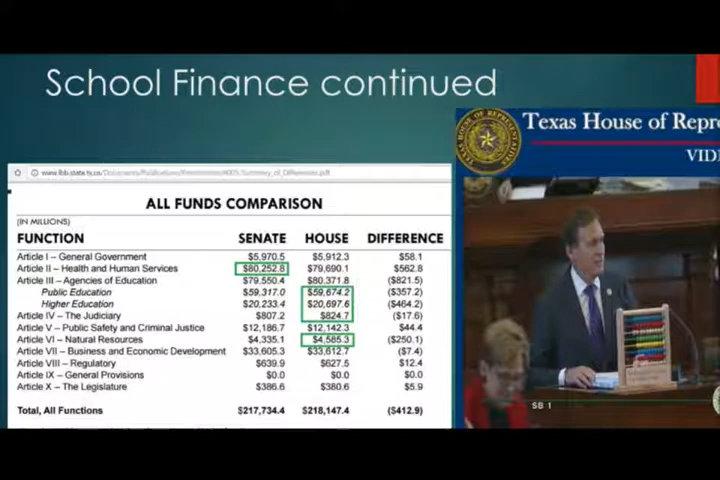 School Finance continued
Texas House of Repre
VID
ALL FUNDS COMPARISON
(IN MILLIONS)
FUNCTION SENATE HOUSE DIFFERENCE
Article I – General Government $5,970.5 $5,912.3 $58.1
Article II – Health and Human Services $80,252.8 $79,690.1 $562.8
Article III – Agencies of Education $79,550.4 $80,371.8 ($821.5)
Public Education $59,317.0 $59,674.2 ($357.2)
Higher Education $20,233.4 $20,697.6 ($464.2)
Article IV – The Judiciary $807.2 $824.7 ($17.6)
Article V – Public Safety and Criminal Justice $12,186.7 $12,142.3 $44.4
Article VI – Natural Resources $4,335.1 $4,585.3 ($250.1)
Article VII – Business and Economic Development $33,605.3 $33,612.7 ($7.4)
Article VIII – Regulatory $639.9 $627.5 $12.4
Article IX – General Provisions $0.0 $0.0 $0.0
Article X – The Legislature $386.6 $380.6 $5.9
Total, All Functions $217,734.4 $218,147.4 ($412.9)
SB 1